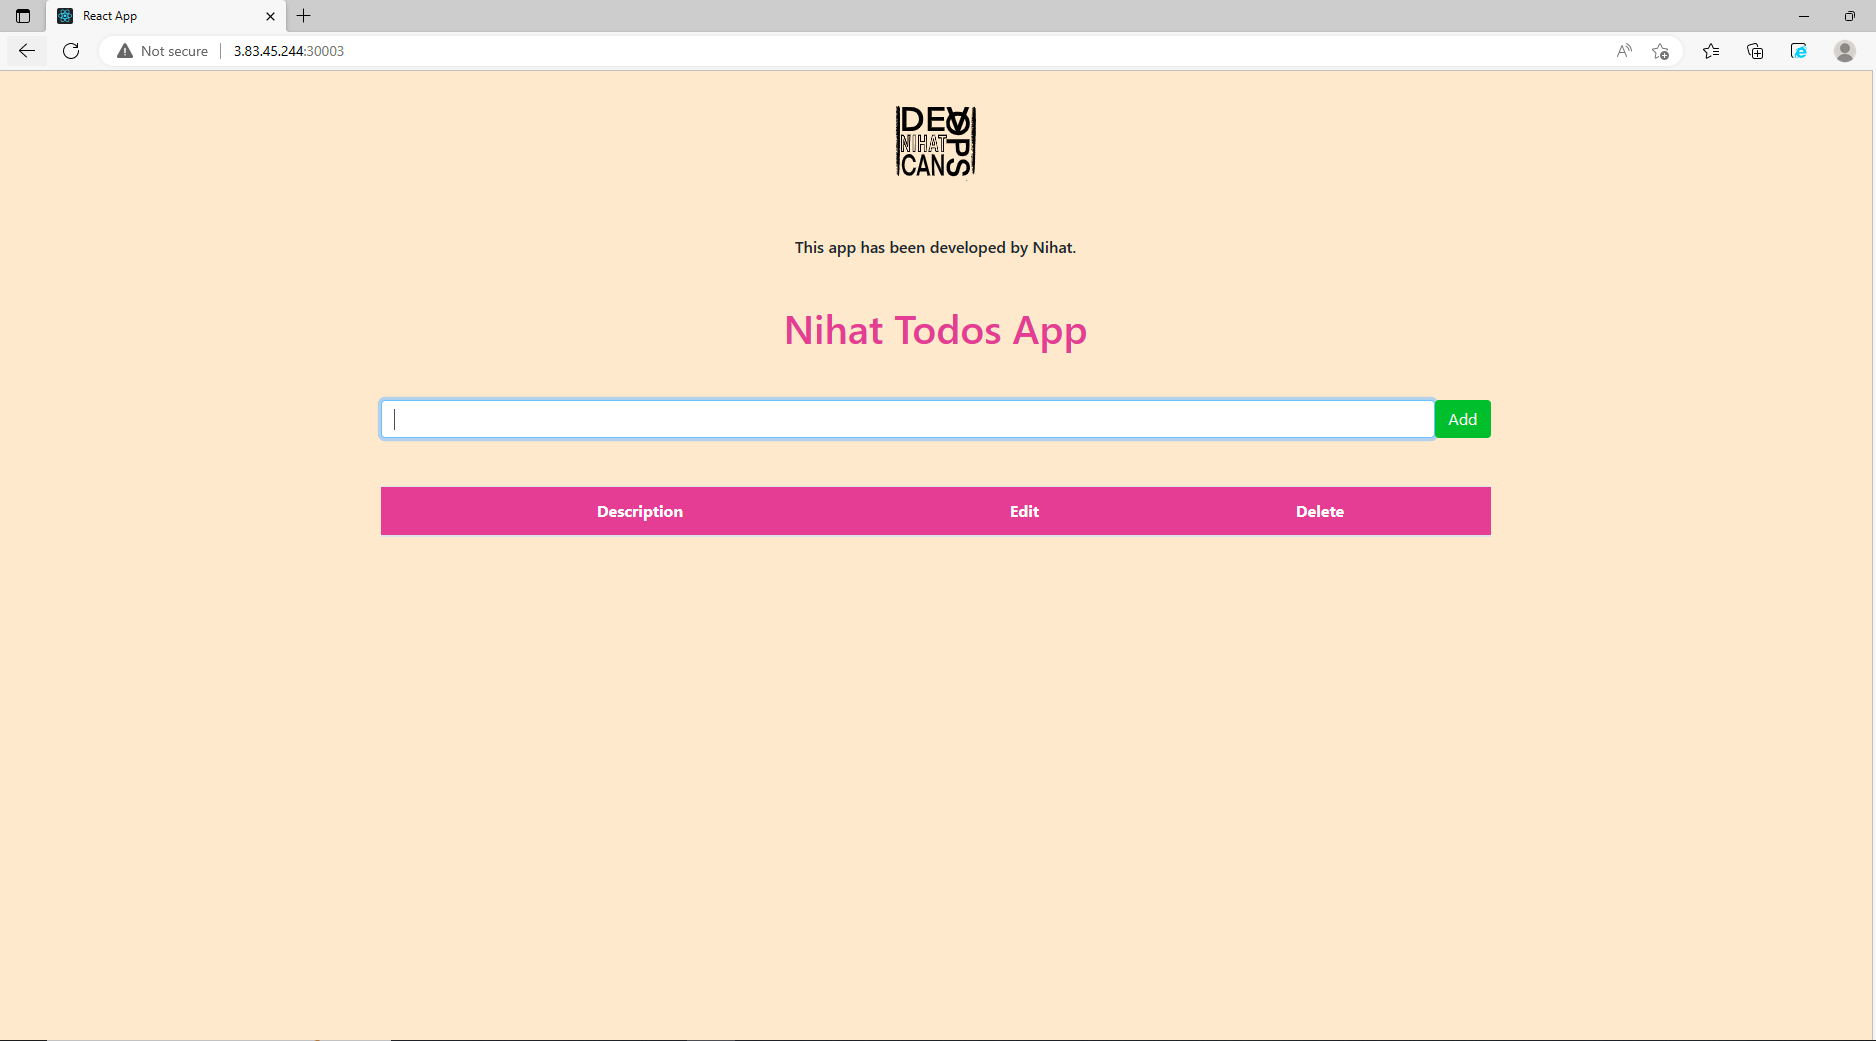 React App
Not secure 3.83.45.244:30003
DEVOPS
NIHAT
CAN
This app has been developed by Nihat.
Nihat Todos App
Add
Description Edit Delete